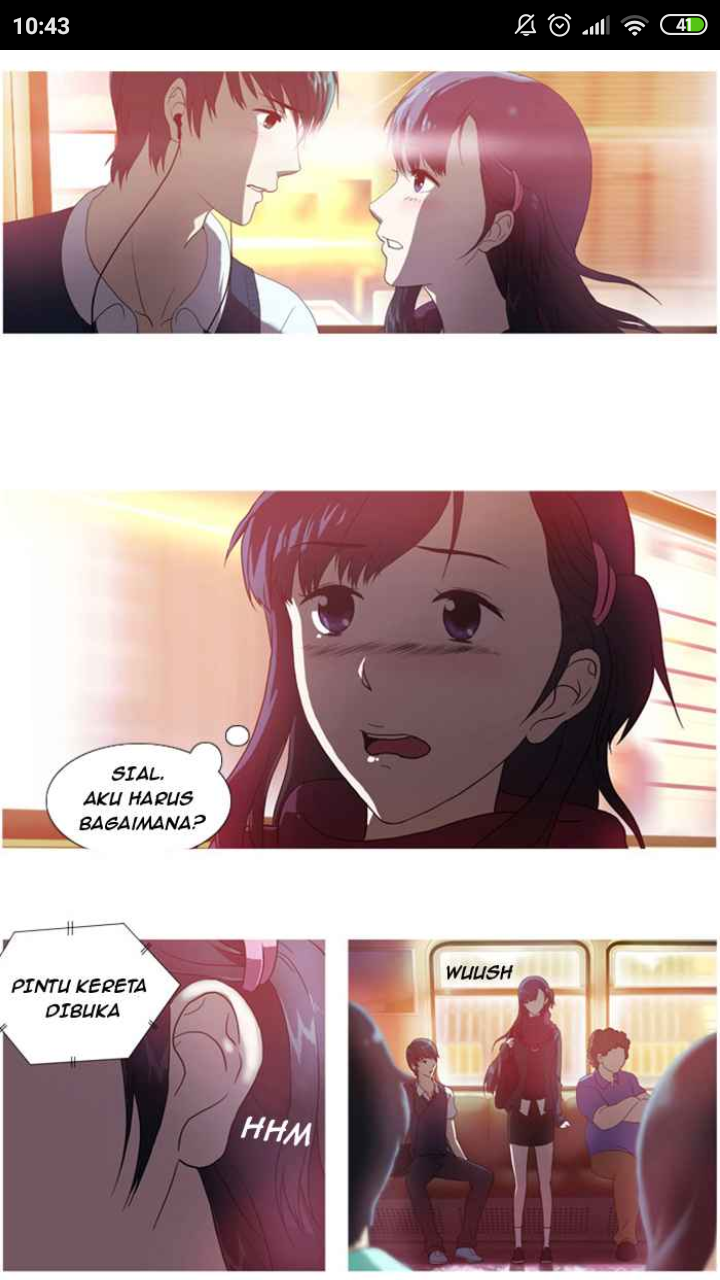 10:43
41
SIAL.
AKU HARUS
BAGAIMANA?
PINTU KERETA
DIBUKA
HHM
WUUSH